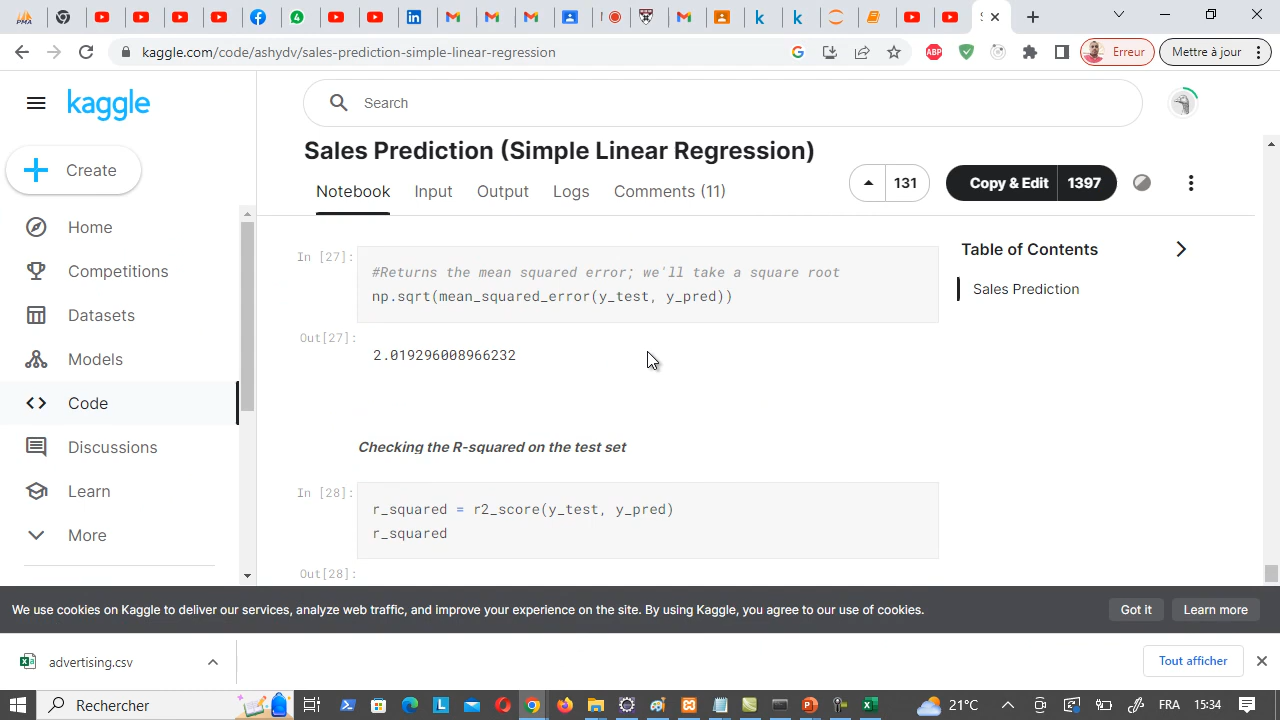 kaggle.com/code/ashydv/sales-prediction-simple-linear-regression
ABP
Erreur
Mettre à jour
kaggle
Search
Create
Home
Competitions
Datasets
Models
Code
Discussions
Learn
More
Sales Prediction (Simple Linear Regression)
Notebook
Input
Output
Logs
Comments (11)
131
Copy & Edit
1397
In [27]:
#Returns the mean squared error; we'll take a square root
np.sqrt(mean_squared_error(y_test, y_pred))
Out[27]:
2.019296008966232
Checking the R-squared on the test set
In [28]:
r_squared = r2_score(y_test, y_pred)
r_squared
Out[28]:
Table of Contents
Sales Prediction
We use cookies on Kaggle to deliver our services, analyze web traffic, and improve your experience on the site. By using Kaggle, you agree to our use of cookies.
Got it
Learn more
advertising.csv
Tout afficher
Rechercher
21°C
FRA
15:34